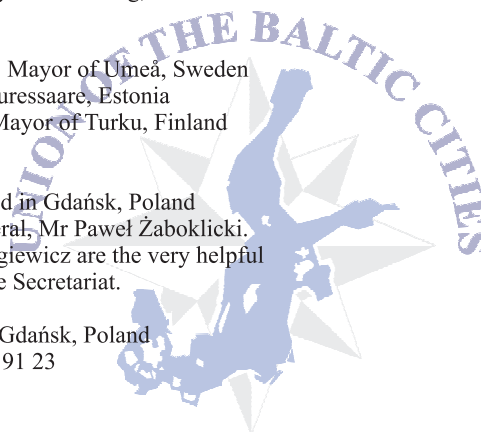 UNION OF THE BALTIC CITIES
Mayor of Umeå, Sweden
uressaare, Estonia
Mayor of Turku, Finland
d in Gdańsk, Poland
eral, Mr Paweł Żaboklicki.
giewicz are the very helpful
e Secretariat.
Gdańsk, Poland
91 23